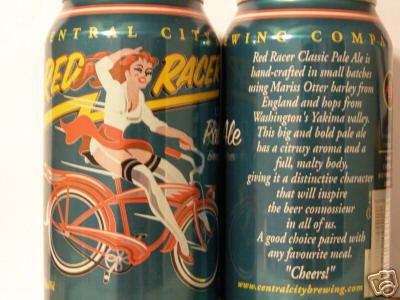 CENTRAL CITY
RED RACER
Pale Ale
WING COMPA
Red Racer Classic Pale Ale is
hand-crafted in small batches
using Mariss Otter barley from
England and hops from
Washington's Yakima valley.
This big and bold pale ale
has a citrusy aroma and a
full, malty body,
giving it a distinctive character
that will inspire
the beer connoisieur
in all of us.
A good choice paired with
any favourite meal.
"Cheers!"
www.centralcitybrewing.com
ebY